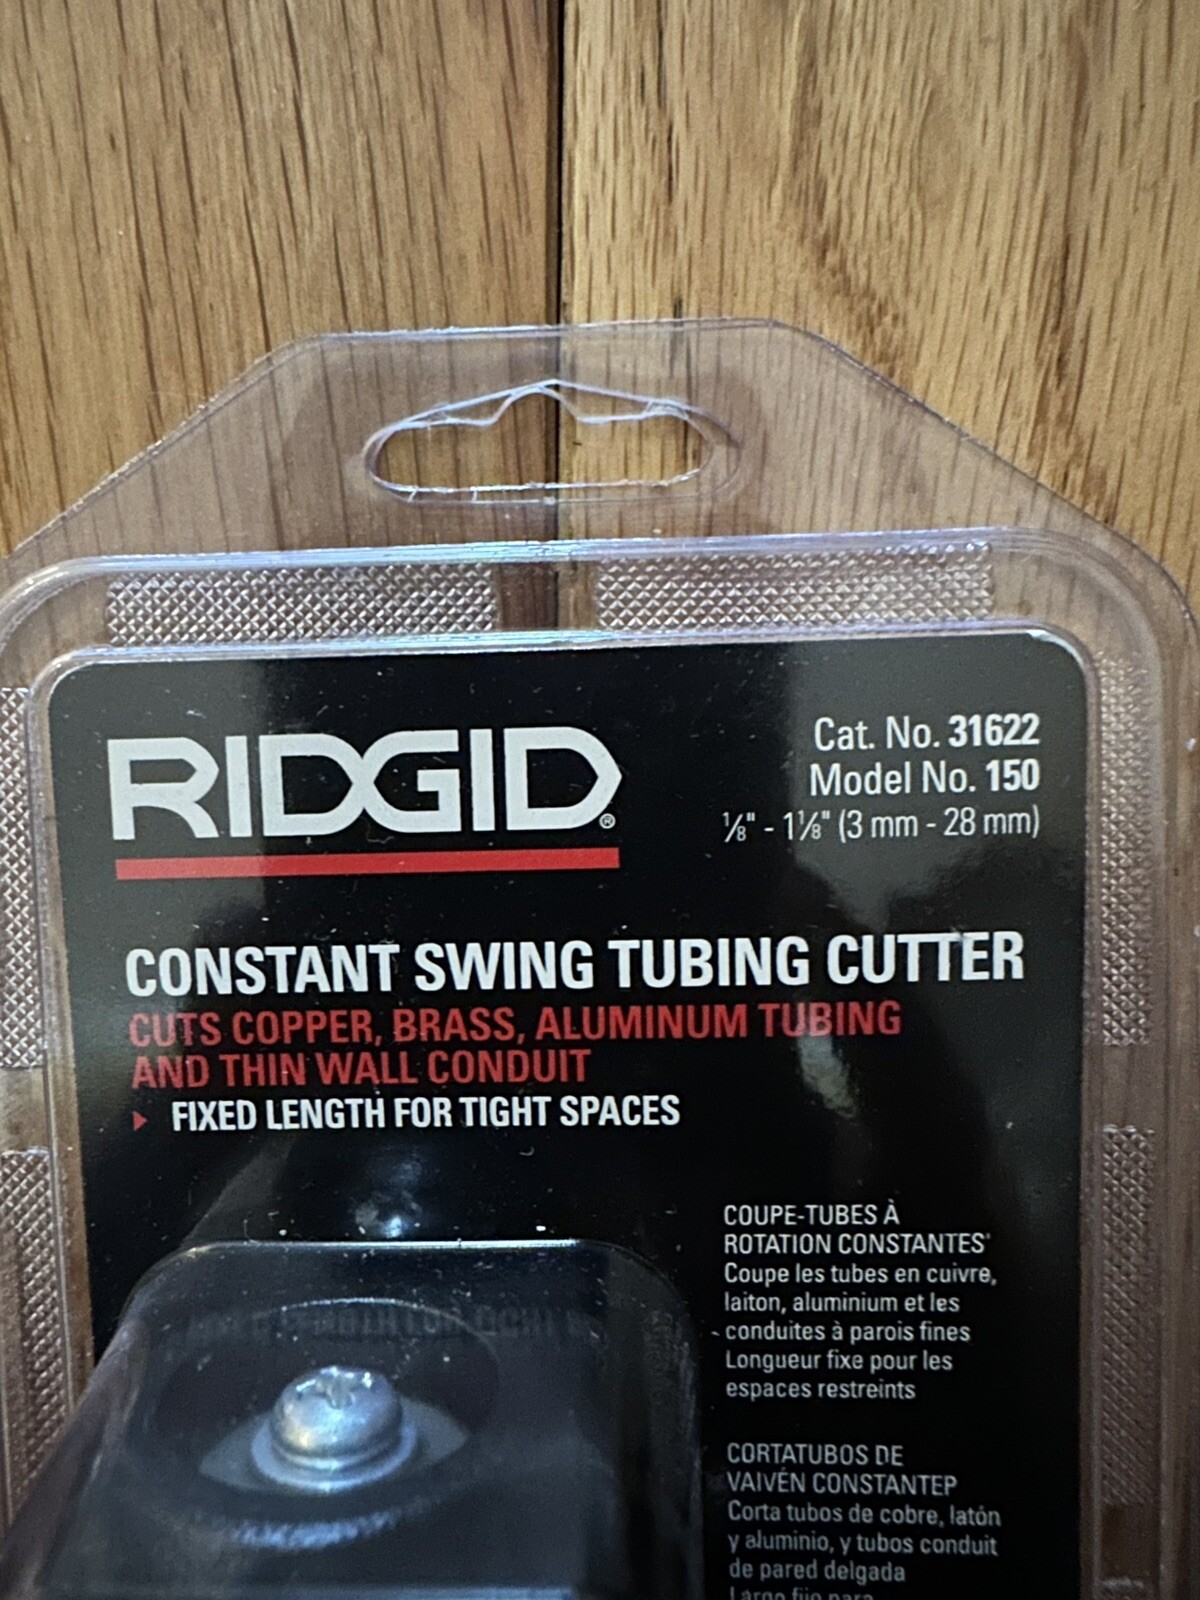 RIDGID®
Cat. No. 31622
Model No. 150
⅛" - 1⅛" (3 mm - 28 mm)
CONSTANT SWING TUBING CUTTER
CUTS COPPER, BRASS, ALUMINUM TUBING
AND THIN WALL CONDUIT
FIXED LENGTH FOR TIGHT SPACES
COUPE-TUBES À
ROTATION CONSTANTES
Coupe les tubes en cuivre,
laiton, aluminium et les
conduites à parois fines
Longueur fixe pour les
espaces restreints
CORTATUBOS DE
VAIVÉN CONSTANTEP
Corta tubos de cobre, latón
y aluminio, y tubos conduit
de pared delgada
Largo fijo para